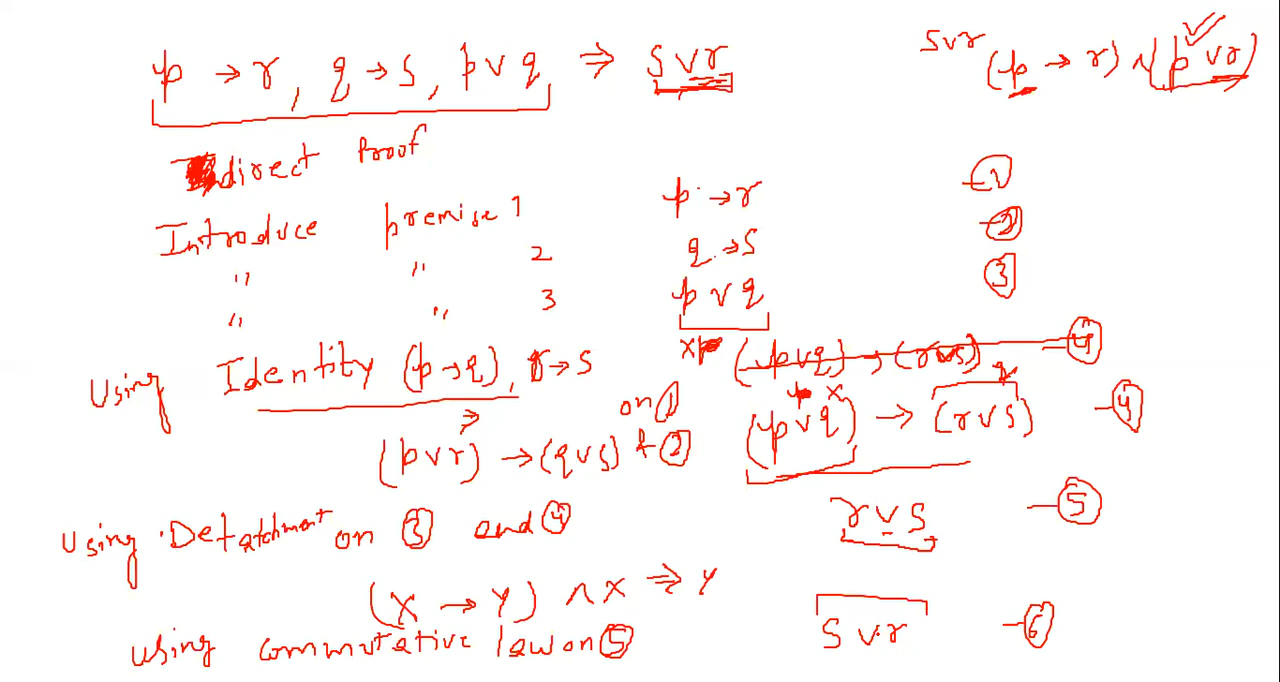 p → r, q → s, p ∨ q ⇒ s ∨ r
s ∨ r (p → r) ∧ (p ∨ r)
direct Proof
Introduce premise 1 p → r - 1
" " 2 q → s - 2
" " 3 p ∨ q - 3
(p ∨ q) → (r ∨ s) - 4
Using Identity (p → q), r → s
⇒ (p ∨ r) → (q ∨ s) on 1 & 2 (p ∨ q) → (r ∨ s) - 4
Using Detatchment on 3 and 4 r ∨ s - 5
(X → Y) ∧ X ⇒ Y
Using commutative law on 5 s ∨ r - 6